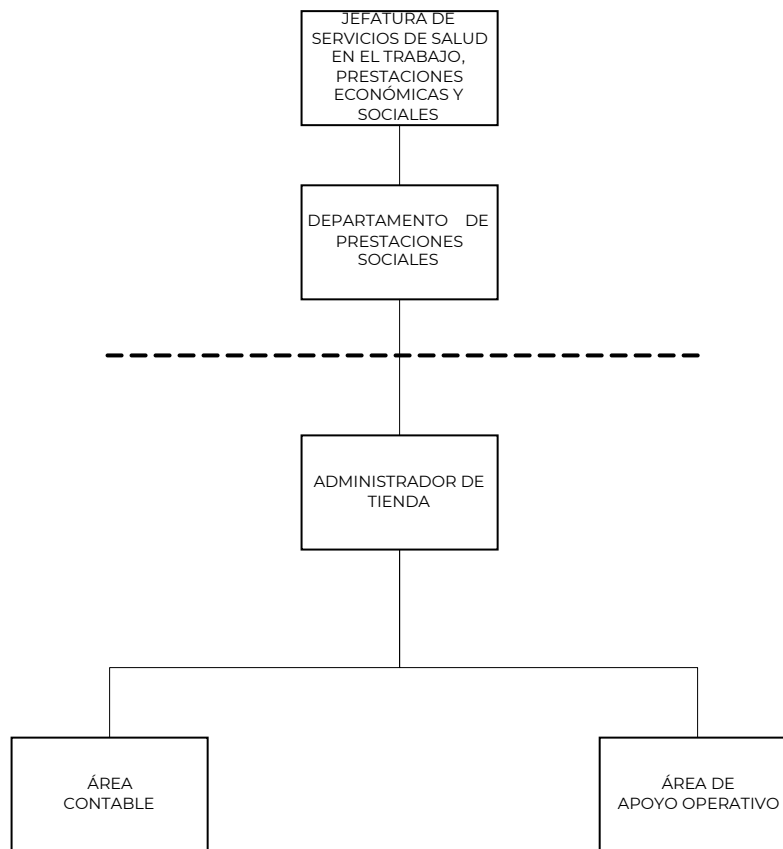 JEFATURA DE
SERVICIOS DE SALUD
EN EL TRABAJO,
PRESTACIONES
ECONÓMICAS Y
SOCIALES
DEPARTAMENTO DE
PRESTACIONES
SOCIALES
ADMINISTRADOR DE
TIENDA
ÁREA
CONTABLE
ÁREA DE
APOYO OPERATIVO